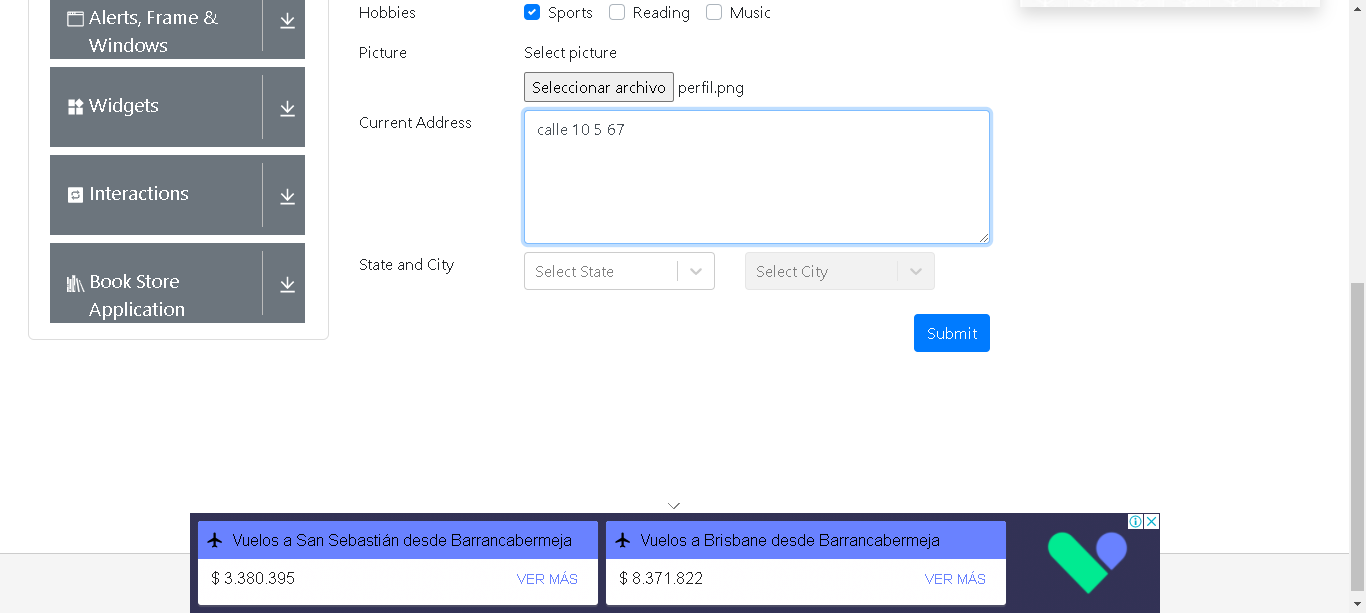 Alerts, Frame &
Windows
Widgets
Interactions
Book Store
Application
Hobbies
Sports Reading Music
Picture
Select picture
Seleccionar archivo perfil.png
Current Address
calle 10 5 67
State and City
Select State
Select City
Submit
Vuelos a San Sebastián desde Barrancabermeja
$ 3.380.395
VER MÁS
Vuelos a Brisbane desde Barrancabermeja
$ 8.371.822
VER MÁS